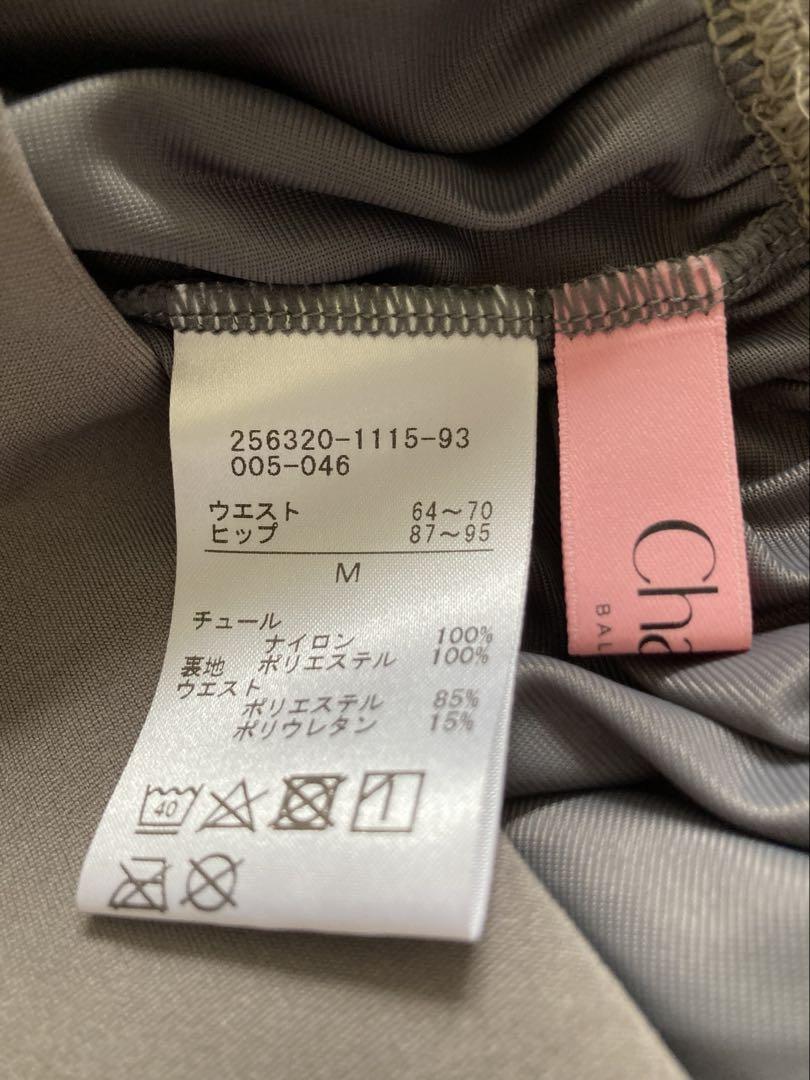 256320-1115-93
005-046
ウエスト 64～70
ヒップ 87～95
M
チュール
ナイロン 100%
裏地 ポリエステル 100%
ウエスト
ポリエステル 85%
ポリウレタン 15%
40
Cha
BAL